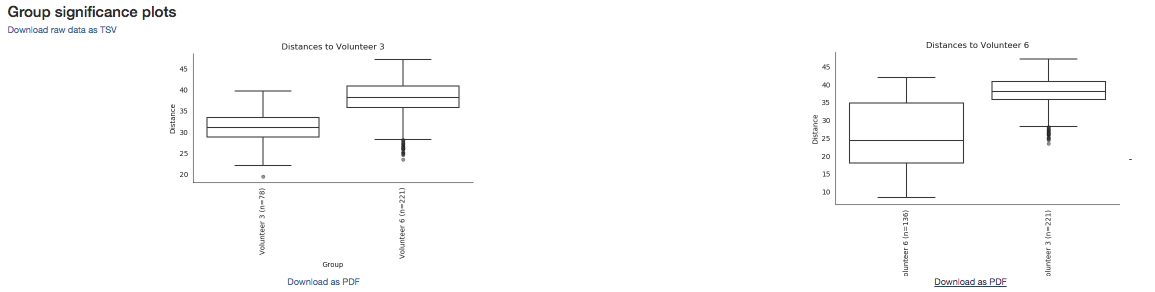 Group significance plots
Download raw data as TSV
Distances to Volunteer 3
45
40
35
30
25
20
Distance
Volunteer 3 (n=78)
Volunteer 6 (n=221)
Group
Download as PDF
Distances to Volunteer 6
45
40
35
30
25
20
15
10
Distance
olunteer 6 (n=136)
olunteer 3 (n=221)
Download as PDF